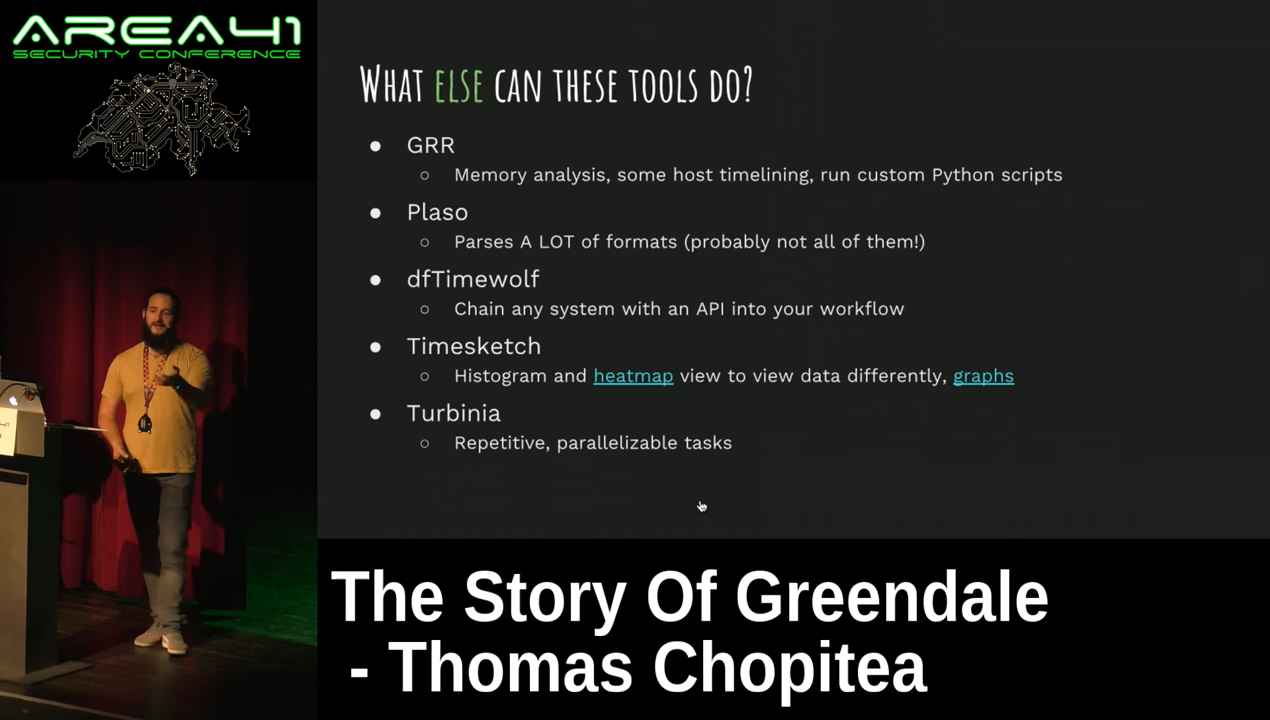 AREA41
SECURITY CONFERENCE
WHAT ELSE CAN THESE TOOLS DO?
● GRR
○ Memory analysis, some host timelining, run custom Python scripts
● Plaso
○ Parses A LOT of formats (probably not all of them!)
● dfTimewolf
○ Chain any system with an API into your workflow
● Timesketch
○ Histogram and heatmap view to view data differently, graphs
● Turbinia
○ Repetitive, parallelizable tasks
The Story Of Greendale
- Thomas Chopitea